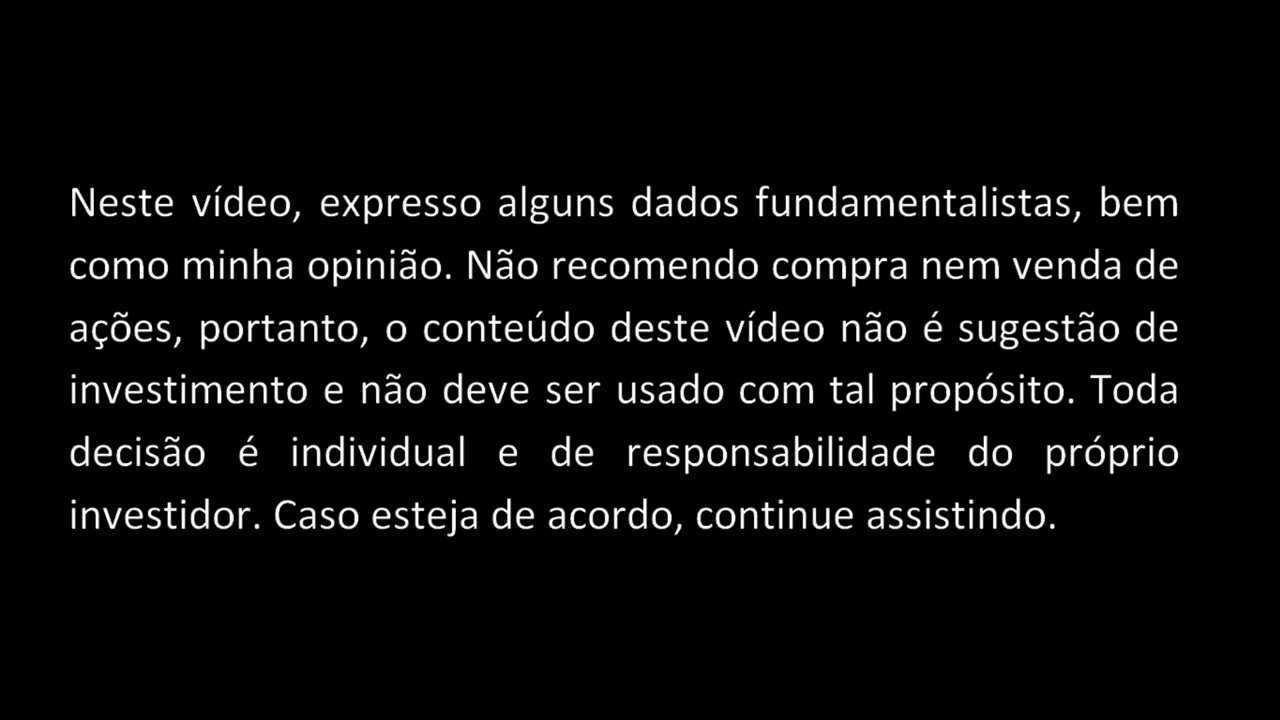 Neste vídeo, expresso alguns dados fundamentalistas, bem
como minha opinião. Não recomendo compra nem venda de
ações, portanto, o conteúdo deste vídeo não é sugestão de
investimento e não deve ser usado com tal propósito. Toda
decisão é individual e de responsabilidade do próprio
investidor. Caso esteja de acordo, continue assistindo.